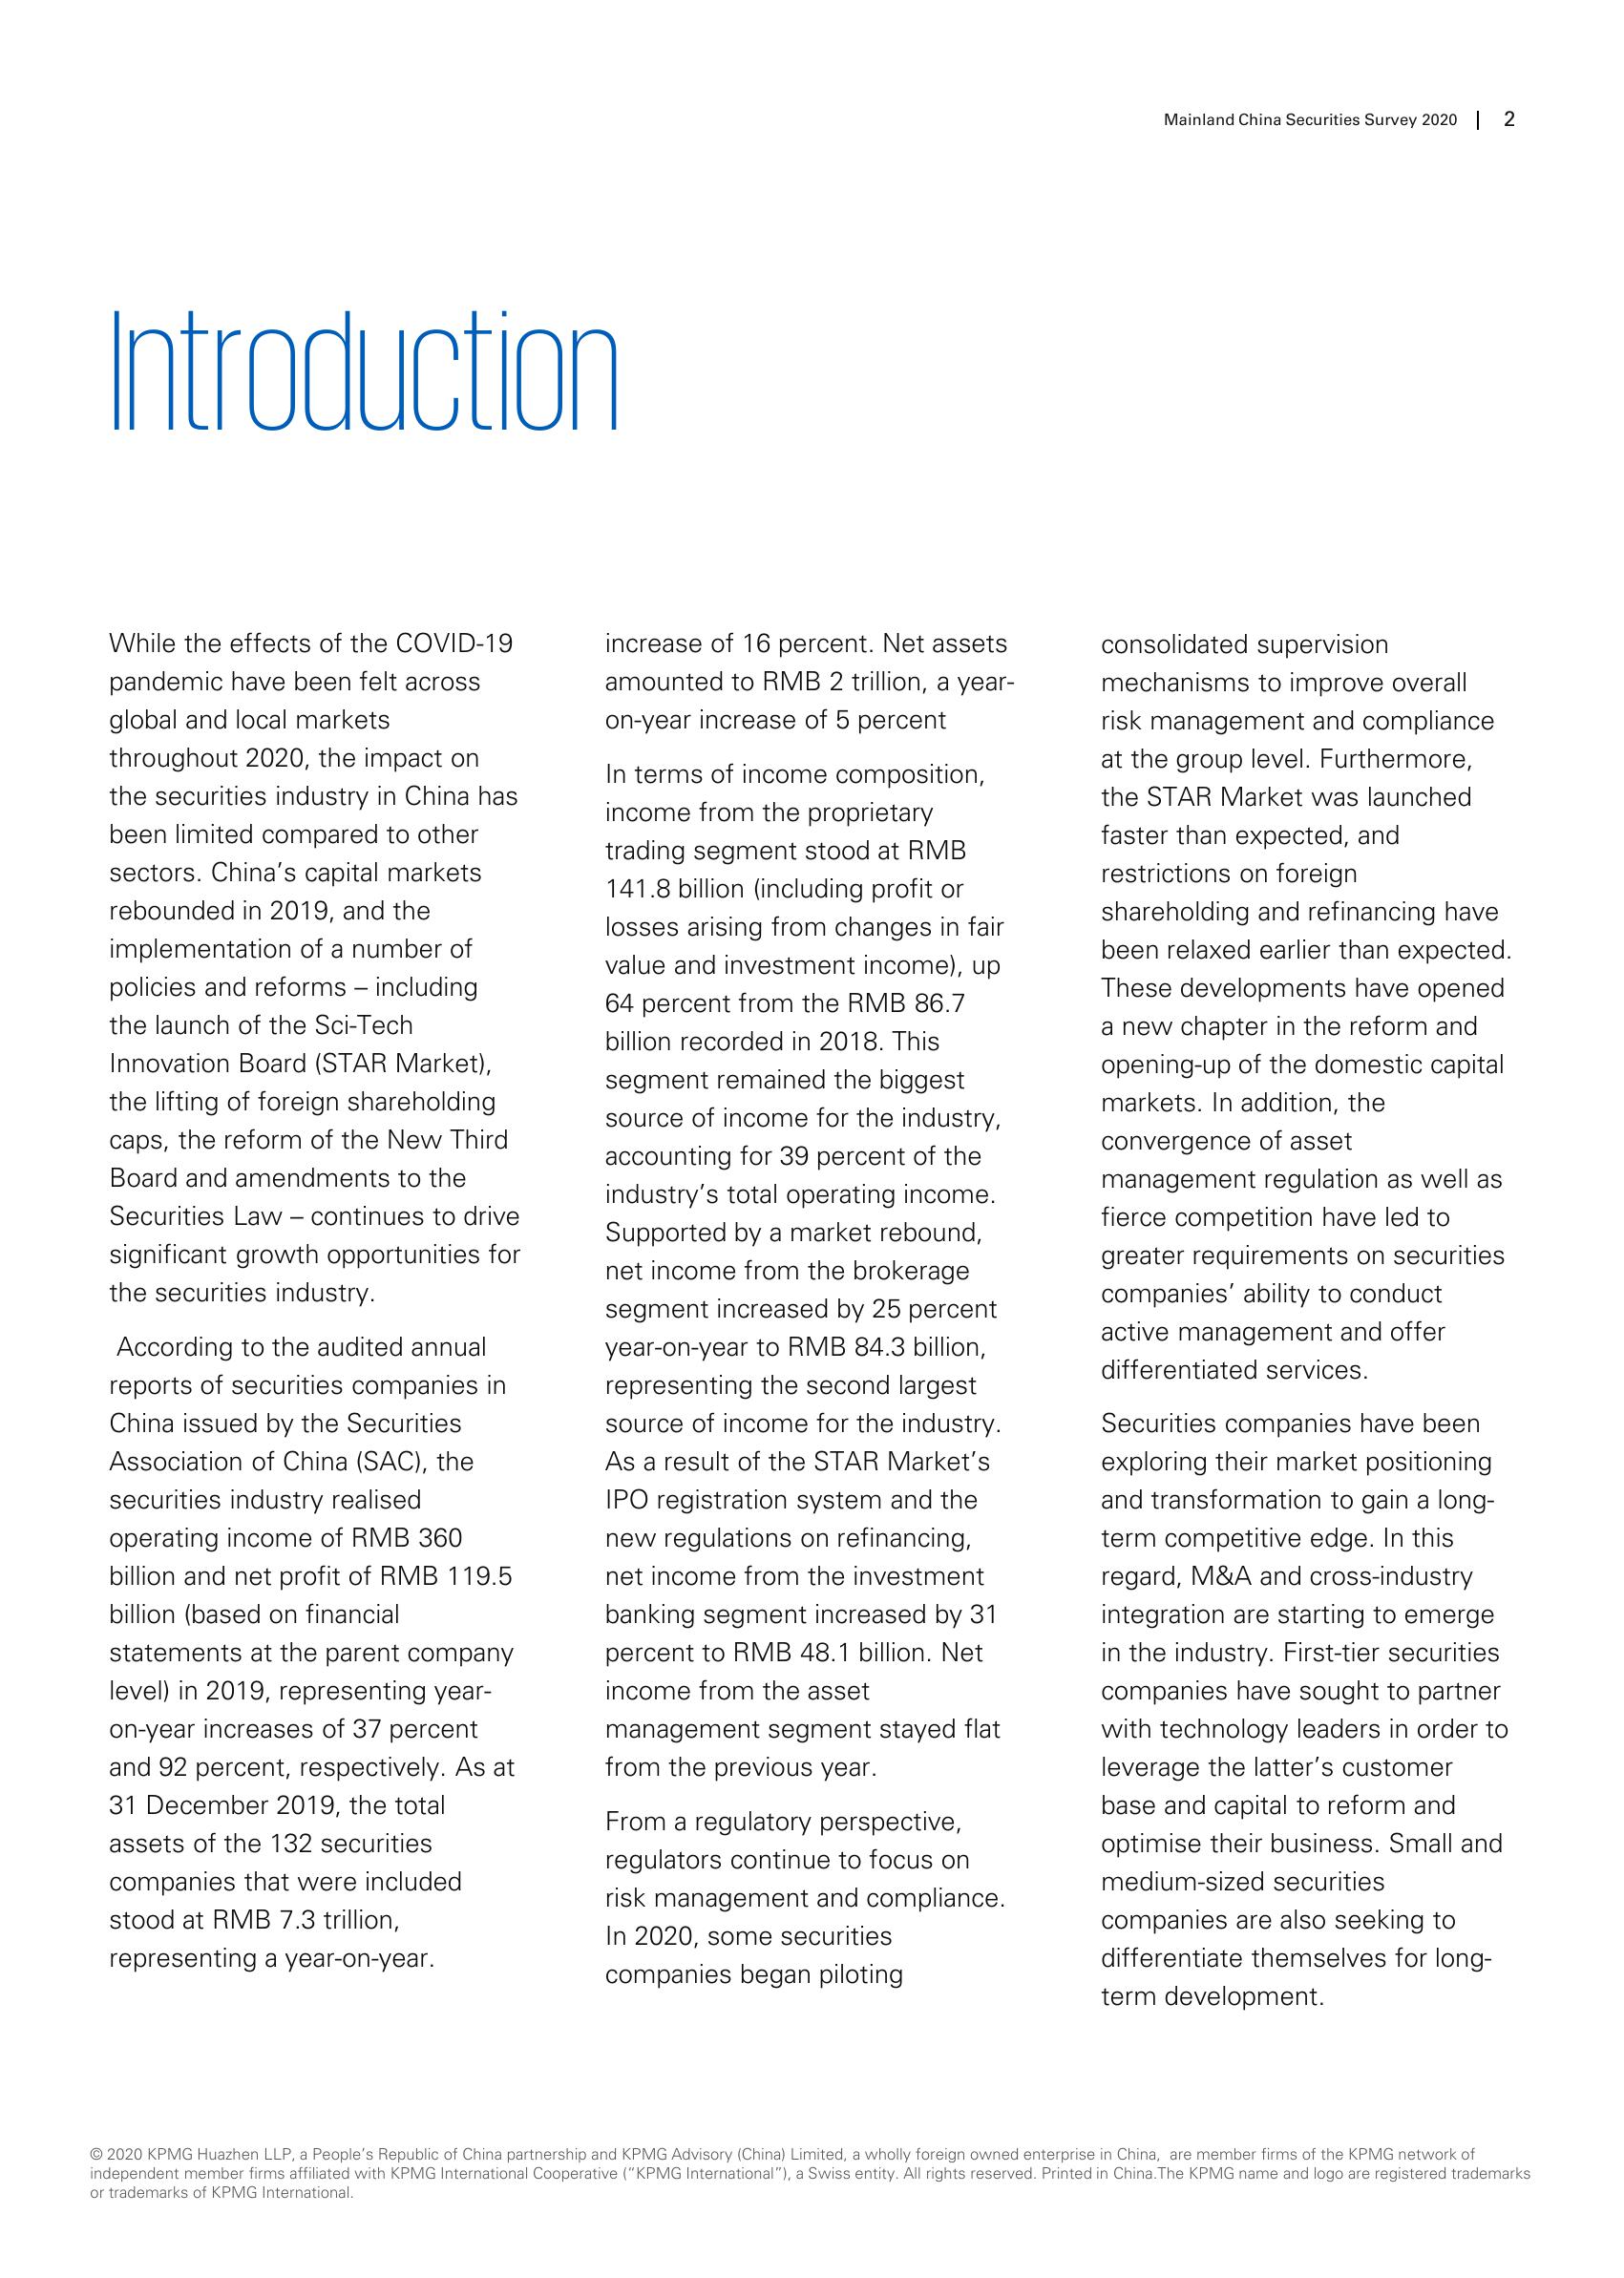 Mainland China Securities Survey 2020 | 2
Introduction
While the effects of the COVID-19
pandemic have been felt across
global and local markets
throughout 2020, the impact on
the securities industry in China has
been limited compared to other
sectors. China’s capital markets
rebounded in 2019, and the
implementation of a number of
policies and reforms – including
the launch of the Sci-Tech
Innovation Board (STAR Market),
the lifting of foreign shareholding
caps, the reform of the New Third
Board and amendments to the
Securities Law – continues to drive
significant growth opportunities for
the securities industry.
According to the audited annual
reports of securities companies in
China issued by the Securities
Association of China (SAC), the
securities industry realised
operating income of RMB 360
billion and net profit of RMB 119.5
billion (based on financial
statements at the parent company
level) in 2019, representing year-
on-year increases of 37 percent
and 92 percent, respectively. As at
31 December 2019, the total
assets of the 132 securities
companies that were included
stood at RMB 7.3 trillion,
representing a year-on-year.
increase of 16 percent. Net assets
amounted to RMB 2 trillion, a year-
on-year increase of 5 percent
In terms of income composition,
income from the proprietary
trading segment stood at RMB
141.8 billion (including profit or
losses arising from changes in fair
value and investment income), up
64 percent from the RMB 86.7
billion recorded in 2018. This
segment remained the biggest
source of income for the industry,
accounting for 39 percent of the
industry’s total operating income.
Supported by a market rebound,
net income from the brokerage
segment increased by 25 percent
year-on-year to RMB 84.3 billion,
representing the second largest
source of income for the industry.
As a result of the STAR Market’s
IPO registration system and the
new regulations on refinancing,
net income from the investment
banking segment increased by 31
percent to RMB 48.1 billion. Net
income from the asset
management segment stayed flat
from the previous year.
From a regulatory perspective,
regulators continue to focus on
risk management and compliance.
In 2020, some securities
companies began piloting
consolidated supervision
mechanisms to improve overall
risk management and compliance
at the group level. Furthermore,
the STAR Market was launched
faster than expected, and
restrictions on foreign
shareholding and refinancing have
been relaxed earlier than expected.
These developments have opened
a new chapter in the reform and
opening-up of the domestic capital
markets. In addition, the
convergence of asset
management regulation as well as
fierce competition have led to
greater requirements on securities
companies’ ability to conduct
active management and offer
differentiated services.
Securities companies have been
exploring their market positioning
and transformation to gain a long-
term competitive edge. In this
regard, M&A and cross-industry
integration are starting to emerge
in the industry. First-tier securities
companies have sought to partner
with technology leaders in order to
leverage the latter’s customer
base and capital to reform and
optimise their business. Small and
medium-sized securities
companies are also seeking to
differentiate themselves for long-
term development.
© 2020 KPMG Huazhen LLP, a People’s Republic of China partnership and KPMG Advisory (China) Limited, a wholly foreign owned enterprise in China, are member firms of the KPMG network of
independent member firms affiliated with KPMG International Cooperative (“KPMG International”), a Swiss entity. All rights reserved. Printed in China.The KPMG name and logo are registered trademarks
or trademarks of KPMG International.